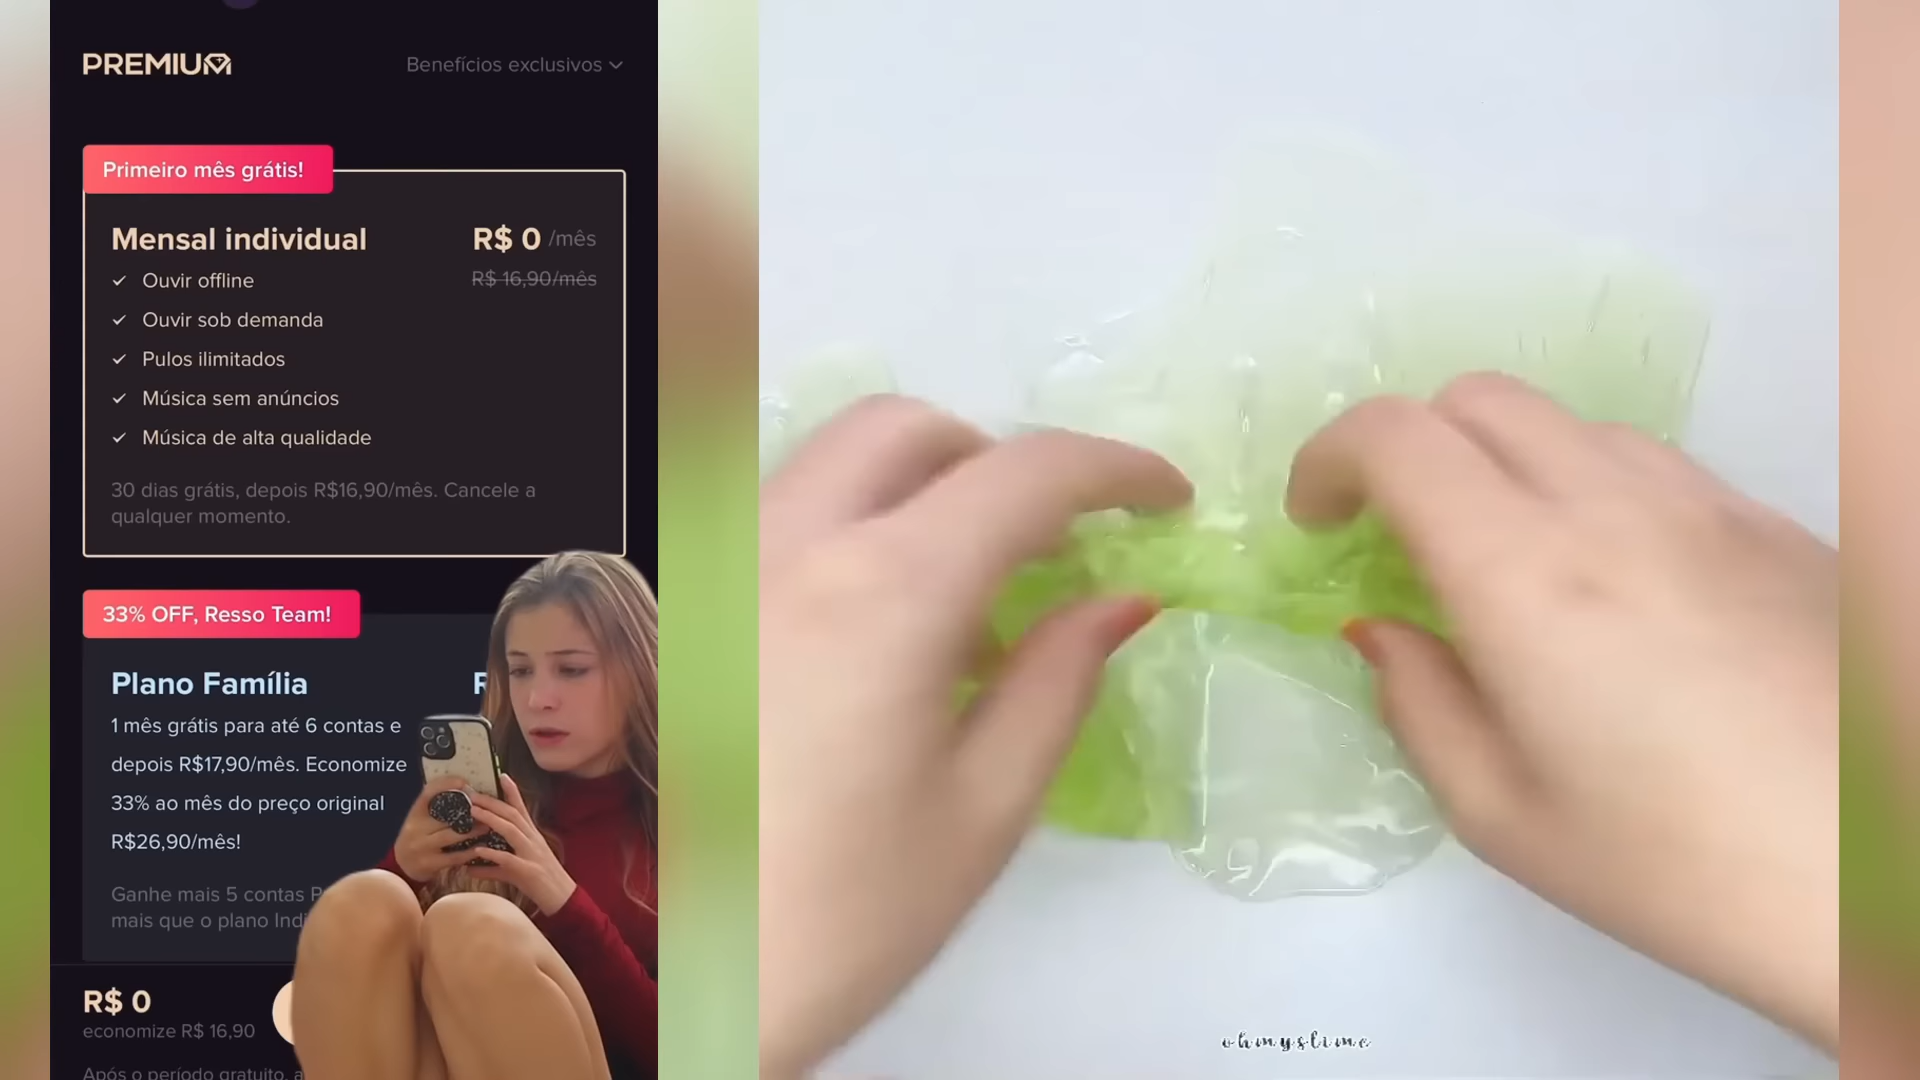 PREMIUM
Benefícios exclusivos
Primeiro mês grátis!
Mensal individual
R$ 0 /mês
R$ 16,90/mês
Ouvir offline
Ouvir sob demanda
Pulos ilimitados
Música sem anúncios
Música de alta qualidade
30 dias grátis, depois R$16,90/mês. Cancele a
qualquer momento.
33% OFF, Resso Team!
Plano Família
1 mês grátis para até 6 contas e
depois R$17,90/mês. Economize
33% ao mês do preço original
R$26,90/mês!
Ganhe mais 5 contas
mais que o plano
R$ 0
economize R$ 16,90
Após o período gratuito, a
ohmyslime